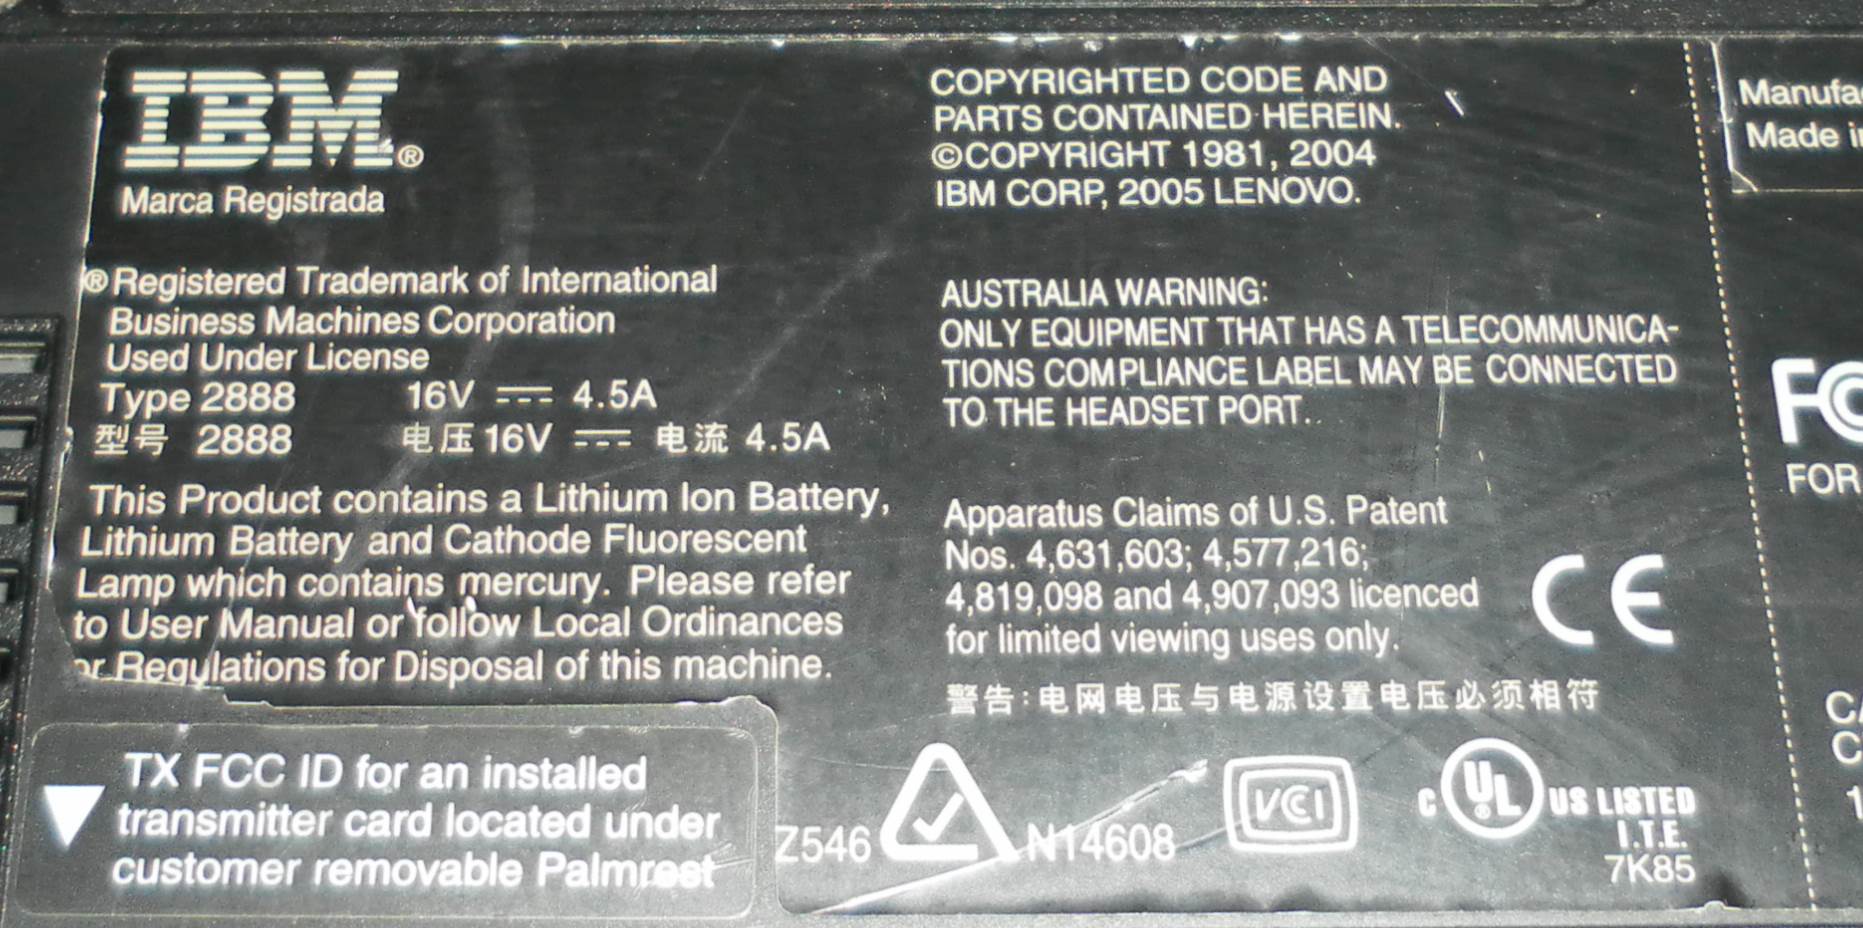 IBM®
Marca Registrada
®Registered Trademark of International
Business Machines Corporation
Used Under License
Type 2888 16V ⎓ 4.5A
型号 2888 电压 16V ⎓ 电流 4.5A
This Product contains a Lithium Ion Battery,
Lithium Battery and Cathode Fluorescent
Lamp which contains mercury. Please refer
to User Manual or follow Local Ordinances
or Regulations for Disposal of this machine.
TX FCC ID for an installed
transmitter card located under
customer removable Palmrest
COPYRIGHTED CODE AND
PARTS CONTAINED HEREIN.
©COPYRIGHT 1981, 2004
IBM CORP, 2005 LENOVO.
AUSTRALIA WARNING:
ONLY EQUIPMENT THAT HAS A TELECOMMUNICA-
TIONS COMPLIANCE LABEL MAY BE CONNECTED
TO THE HEADSET PORT..
Apparatus Claims of U.S. Patent
Nos. 4,631,603; 4,577,216;
4,819,098 and 4,907,093 licenced
for limited viewing uses only.
CE
警告:电网电压与电源设置电压必须相符
Z546 N14608
VCI
C UL US LISTED
I.T.E.
7K85
Made
FC
FOR